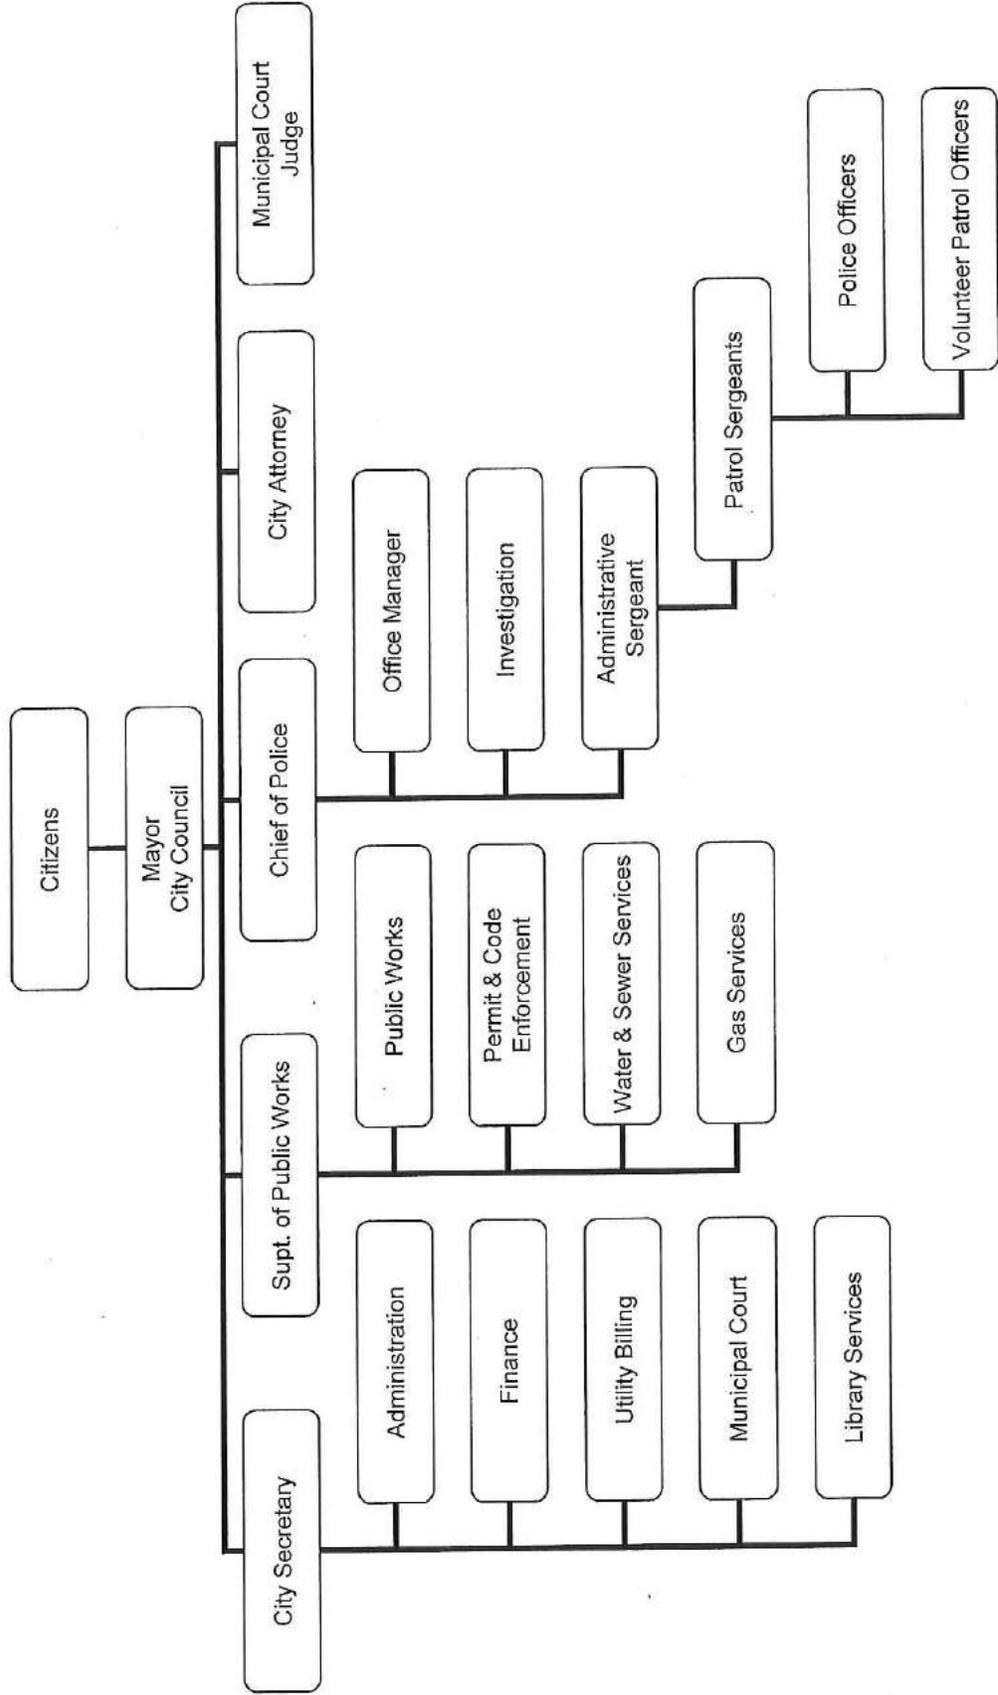 Citizens
Mayor
City Council
City Secretary
Supt. of Public Works
Chief of Police
City Attorney
Municipal Court
Judge
Administration
Finance
Utility Billing
Municipal Court
Library Services
Public Works
Permit & Code
Enforcement
Water & Sewer Services
Gas Services
Office Manager
Investigation
Administrative
Sergeant
Patrol Sergeants
Police Officers
Volunteer Patrol Officers